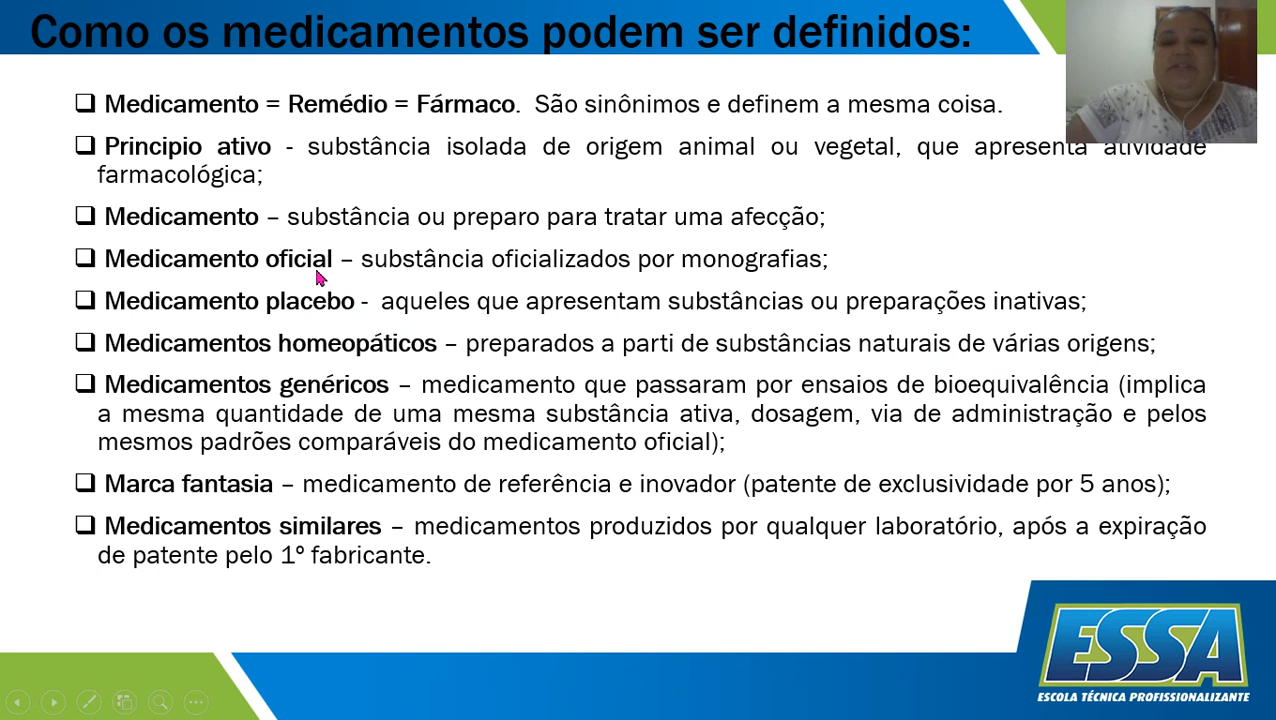 Como os medicamentos podem ser definidos:
❑ Medicamento = Remédio = Fármaco. São sinônimos e definem a mesma coisa.
❑ Principio ativo - substância isolada de origem animal ou vegetal, que apresenta atividade
farmacológica;
❑ Medicamento – substância ou preparo para tratar uma afecção;
❑ Medicamento oficial – substância oficializados por monografias;
❑ Medicamento placebo - aqueles que apresentam substâncias ou preparações inativas;
❑ Medicamentos homeopáticos – preparados a parti de substâncias naturais de várias origens;
❑ Medicamentos genéricos – medicamento que passaram por ensaios de bioequivalência (implica
a mesma quantidade de uma mesma substância ativa, dosagem, via de administração e pelos
mesmos padrões comparáveis do medicamento oficial);
❑ Marca fantasia – medicamento de referência e inovador (patente de exclusividade por 5 anos);
❑ Medicamentos similares – medicamentos produzidos por qualquer laboratório, após a expiração
de patente pelo 1º fabricante.
ESSA
ESCOLA TÉCNICA PROFISSIONALIZANTE